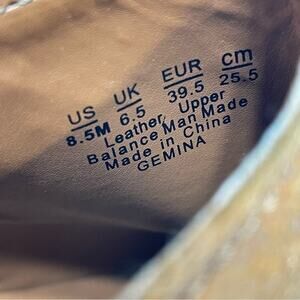 US UK EUR cm
8.5M 6.5 39.5 25.5
Leather Upper
Balance Man Made
Made in China
GEMINA